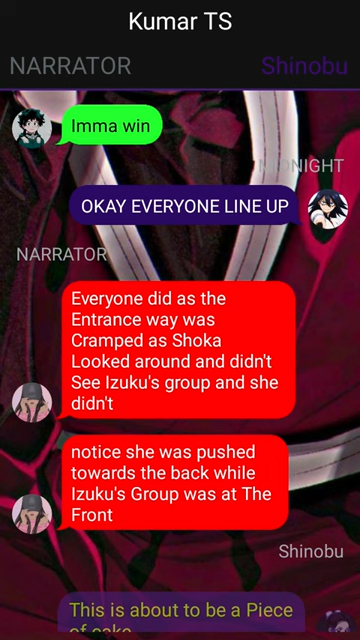 Kumar TS
NARRATOR
Shinobu
Imma win
MIDNIGHT
OKAY EVERYONE LINE UP
NARRATOR
Everyone did as the
Entrance way was
Cramped as Shoka
Looked around and didn't
See Izuku's group and she
didn't
notice she was pushed
towards the back while
Izuku's Group was at The
Front
Shinobu
This is about to be a Piece
of cake